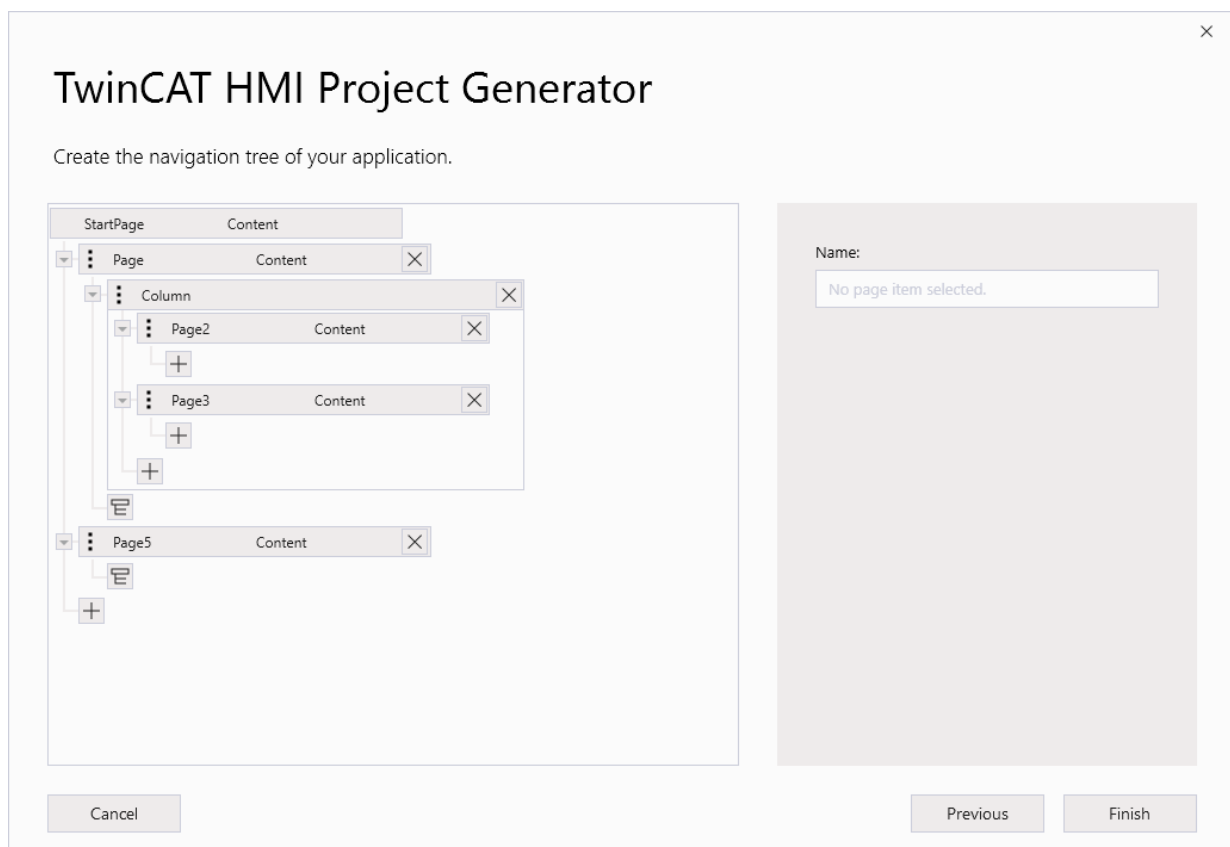 TwinCAT HMI Project Generator
Create the navigation tree of your application.
StartPage Content
Page Content
Column
Page2 Content
Page3 Content
Page5 Content
Name:
No page item selected.
Cancel
Previous
Finish